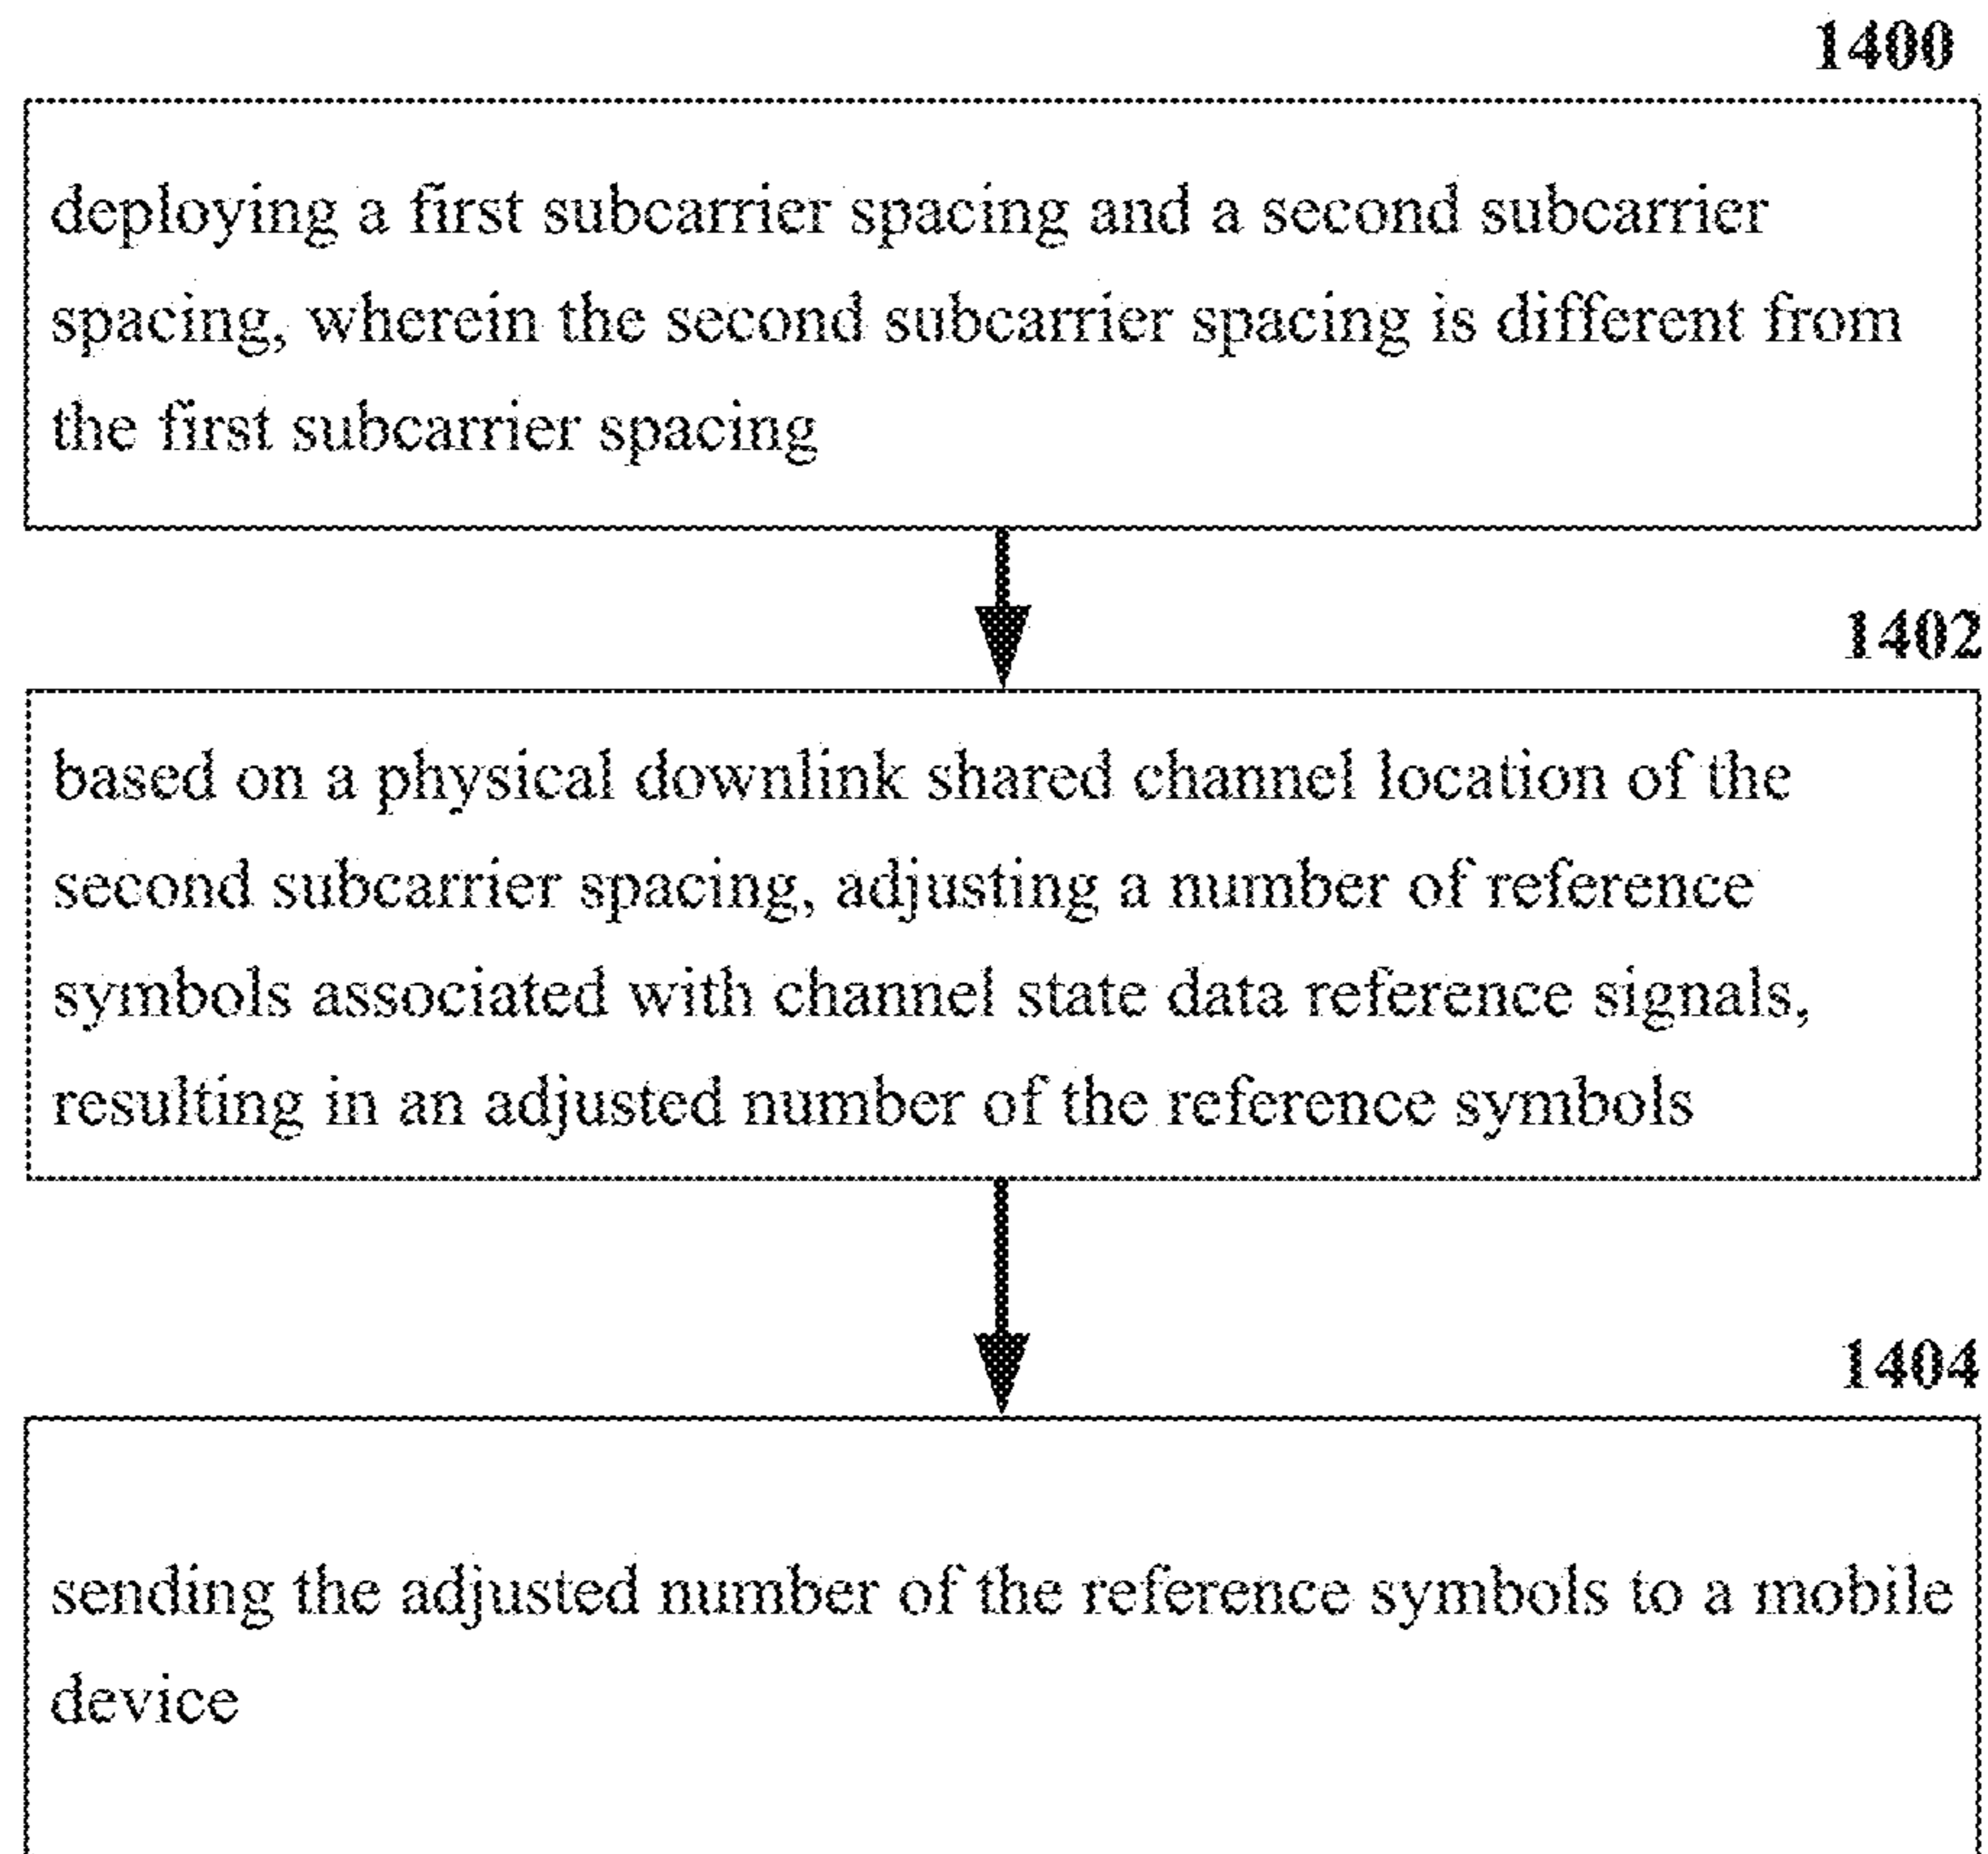 1400
deploying a first subcarrier spacing and a second subcarrier
spacing, wherein the second subcarrier spacing is different from
the first subcarrier spacing
1402
based on a physical downlink shared channel location of the
second subcarrier spacing, adjusting a number of reference
symbols associated with channel state data reference signals,
resulting in an adjusted number of the reference symbols
1404
sending the adjusted number of the reference symbols to a mobile
device